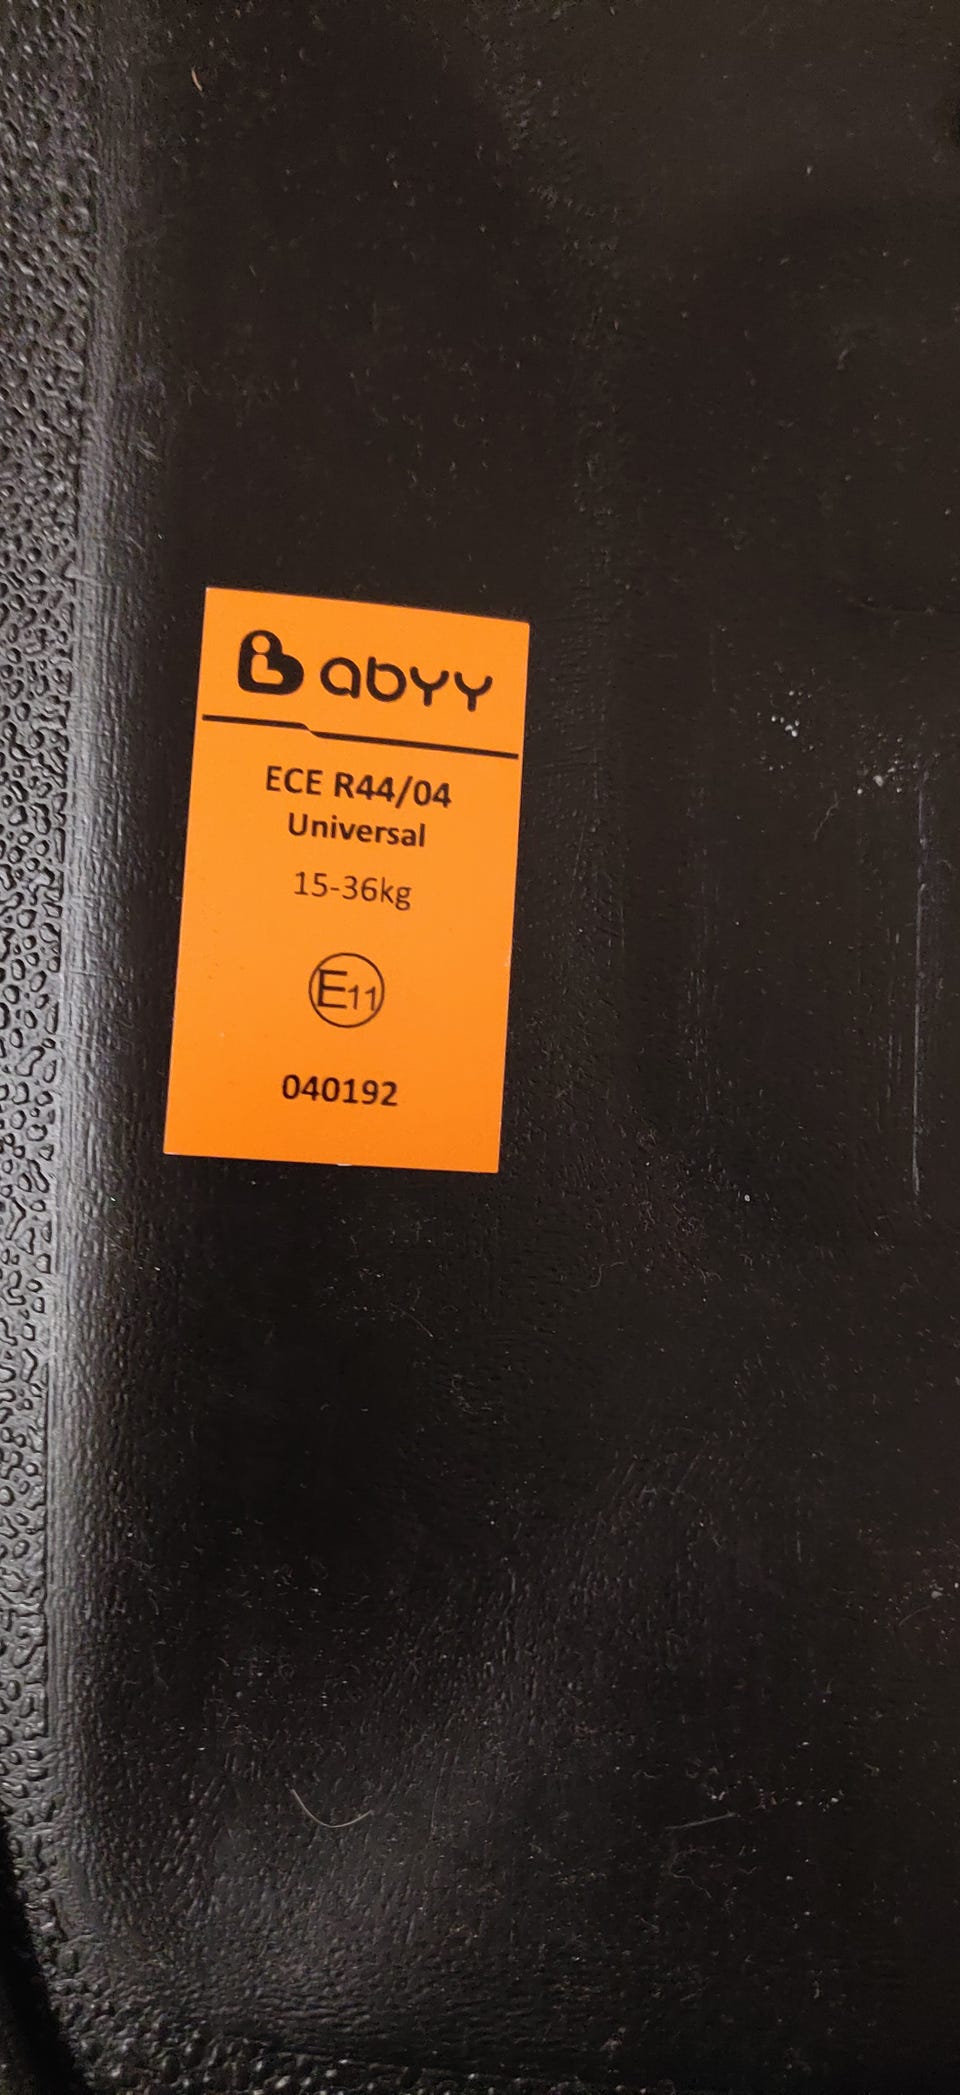 Babyy
ECE R44/04
Universal
15-36kg
E11
040192